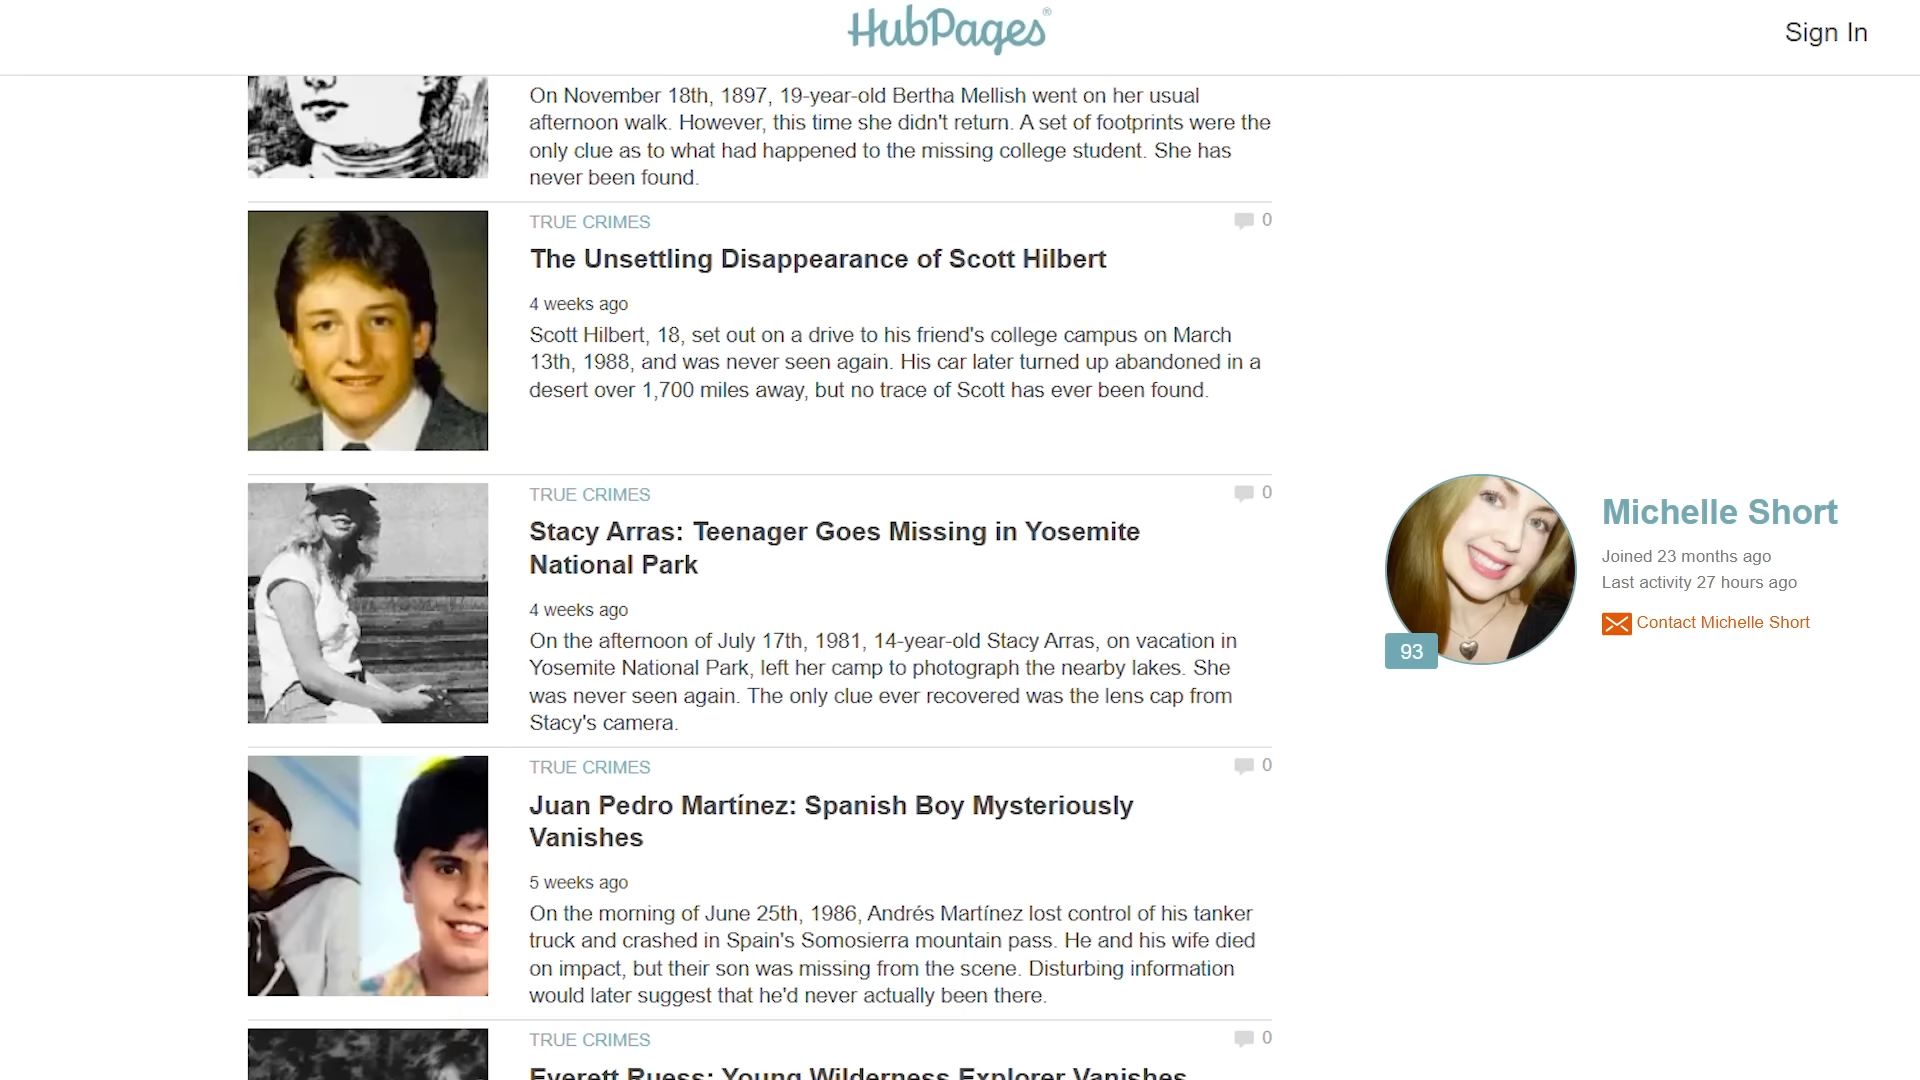 HubPages®
Sign In
On November 18th, 1897, 19-year-old Bertha Mellish went on her usual
afternoon walk. However, this time she didn't return. A set of footprints were the
only clue as to what had happened to the missing college student. She has
never been found.
TRUE CRIMES
0
The Unsettling Disappearance of Scott Hilbert
4 weeks ago
Scott Hilbert, 18, set out on a drive to his friend's college campus on March
13th, 1988, and was never seen again. His car later turned up abandoned in a
desert over 1,700 miles away, but no trace of Scott has ever been found.
TRUE CRIMES
0
Stacy Arras: Teenager Goes Missing in Yosemite
National Park
4 weeks ago
On the afternoon of July 17th, 1981, 14-year-old Stacy Arras, on vacation in
Yosemite National Park, left her camp to photograph the nearby lakes. She
was never seen again. The only clue ever recovered was the lens cap from
Stacy's camera.
TRUE CRIMES
0
Juan Pedro Martínez: Spanish Boy Mysteriously
Vanishes
5 weeks ago
On the morning of June 25th, 1986, Andrés Martínez lost control of his tanker
truck and crashed in Spain's Somosierra mountain pass. He and his wife died
on impact, but their son was missing from the scene. Disturbing information
would later suggest that he'd never actually been there.
TRUE CRIMES
0
Everett Ruess: Young Wilderness Explorer Vanishes
Michelle Short
Joined 23 months ago
Last activity 27 hours ago
Contact Michelle Short
93